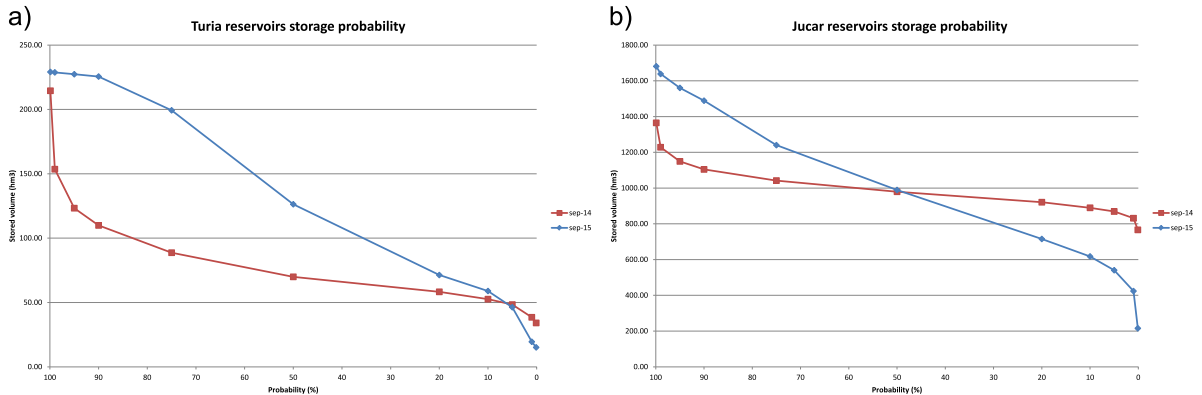 a)
Turia reservoirs storage probability
250.00
200.00
150.00
100.00
50.00
0.00
Stored volume (hm3)
100 90 80 70 60 50 40 30 20 10 0
Probability (%)
sep-14
sep-15
b)
Jucar reservoirs storage probability
1800.00
1600.00
1400.00
1200.00
1000.00
800.00
600.00
400.00
200.00
0.00
Stored volume (hm3)
100 90 80 70 60 50 40 30 20 10 0
Probability (%)
sep-14
sep-15